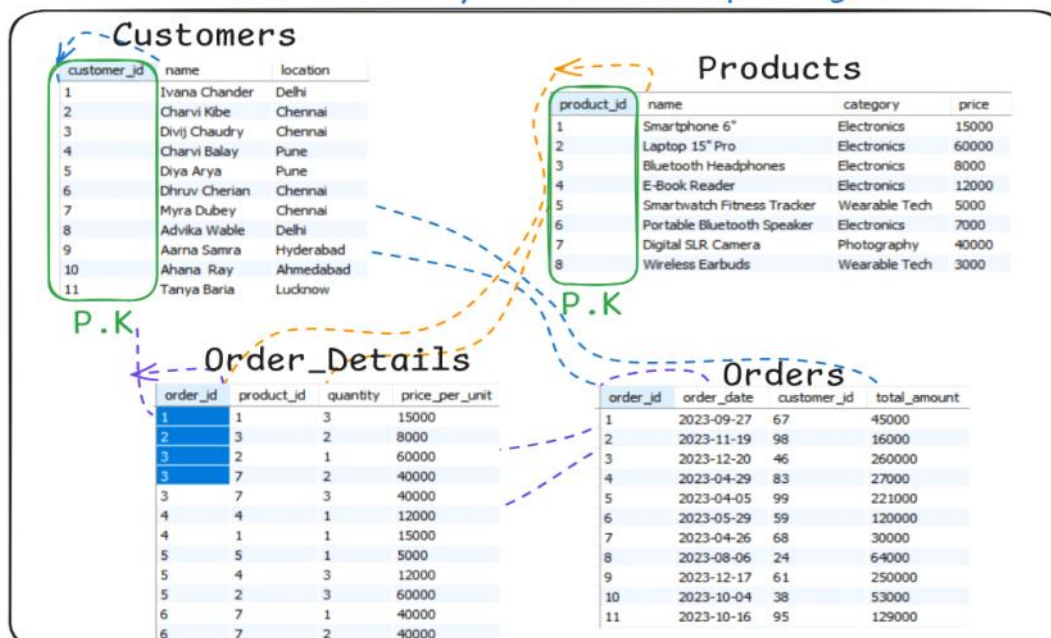 Customers
customer_id name location
1 Ivana Chander Delhi
2 Charvi Kibe Chennai
3 Divij Chaudry Chennai
4 Charvi Balay Pune
5 Diya Arya Pune
6 Dhruv Cherian Chennai
7 Myra Dubey Chennai
8 Advika Wable Delhi
9 Aarna Samra Hyderabad
10 Ahana Ray Ahmedabad
11 Tanya Baria Lucknow
P.K
Products
product_id name category price
1 Smartphone 6" Electronics 15000
2 Laptop 15" Pro Electronics 60000
3 Bluetooth Headphones Electronics 8000
4 E-Book Reader Electronics 12000
5 Smartwatch Fitness Tracker Wearable Tech 5000
6 Portable Bluetooth Speaker Electronics 7000
7 Digital SLR Camera Photography 40000
8 Wireless Earbuds Wearable Tech 3000
P.K
Order_Details
order_id product_id quantity price_per_unit
1 1 3 15000
2 3 2 8000
3 2 1 60000
3 7 2 40000
3 7 3 40000
4 4 1 12000
4 1 1 15000
5 5 1 5000
5 4 3 12000
5 2 3 60000
6 7 1 40000
6 7 2 40000
Orders
order_id order_date customer_id total_amount
1 2023-09-27 67 45000
2 2023-11-19 98 16000
3 2023-12-20 46 260000
4 2023-04-29 83 27000
5 2023-04-05 99 221000
6 2023-05-29 59 120000
7 2023-04-26 68 30000
8 2023-08-06 24 64000
9 2023-12-17 61 250000
10 2023-10-04 38 53000
11 2023-10-16 95 129000